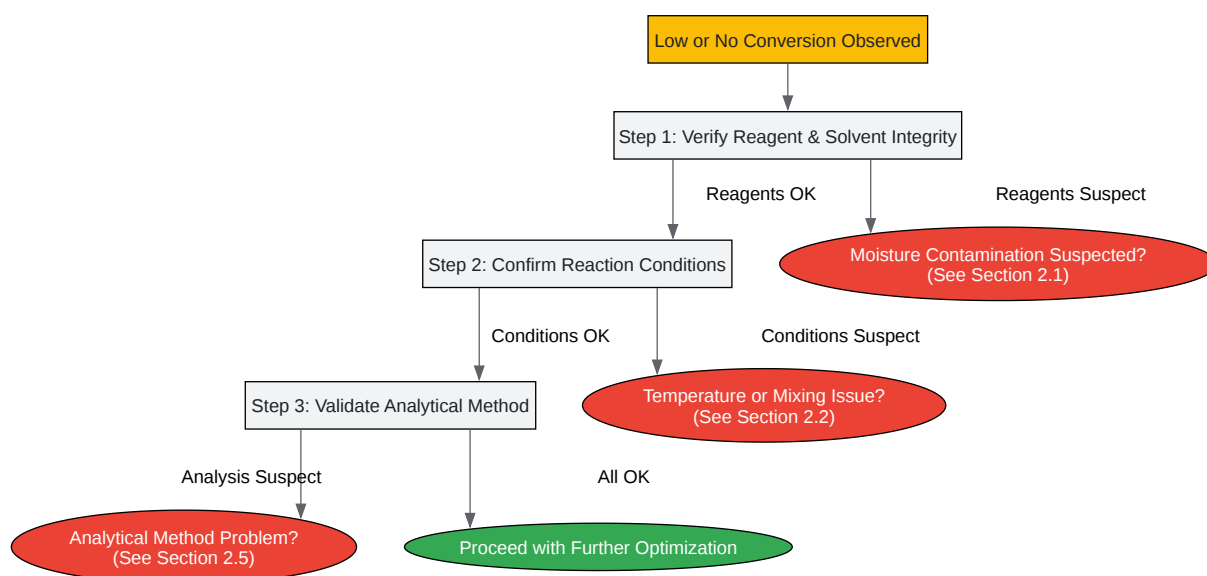 Low or No Conversion Observed
Step 1: Verify Reagent & Solvent Integrity
Reagents OK
Reagents Suspect
Step 2: Confirm Reaction Conditions
Moisture Contamination Suspected?
(See Section 2.1)
Conditions OK
Conditions Suspect
Step 3: Validate Analytical Method
Temperature or Mixing Issue?
(See Section 2.2)
Analysis Suspect
All OK
Analytical Method Problem?
(See Section 2.5)
Proceed with Further Optimization